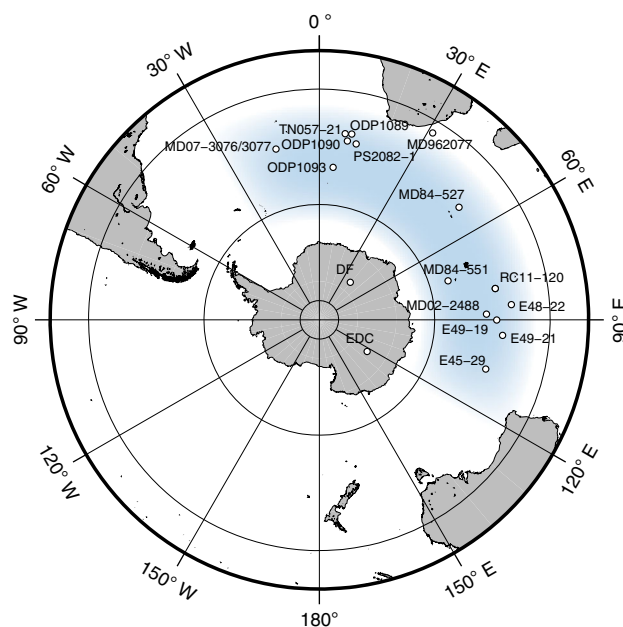 0 °
30° W
30° E
TN057−21
ODP1089
MD07−3076/3077
ODP1090
MD962077
PS2082−1
ODP1093
60° W
60° E
MD84−527
DF
MD84−551
RC11−120
MD02−2488
E48−22
90° W
90° E
E49−19
E49−21
EDC
E45−29
120° W
120° E
150° W
150° E
180°